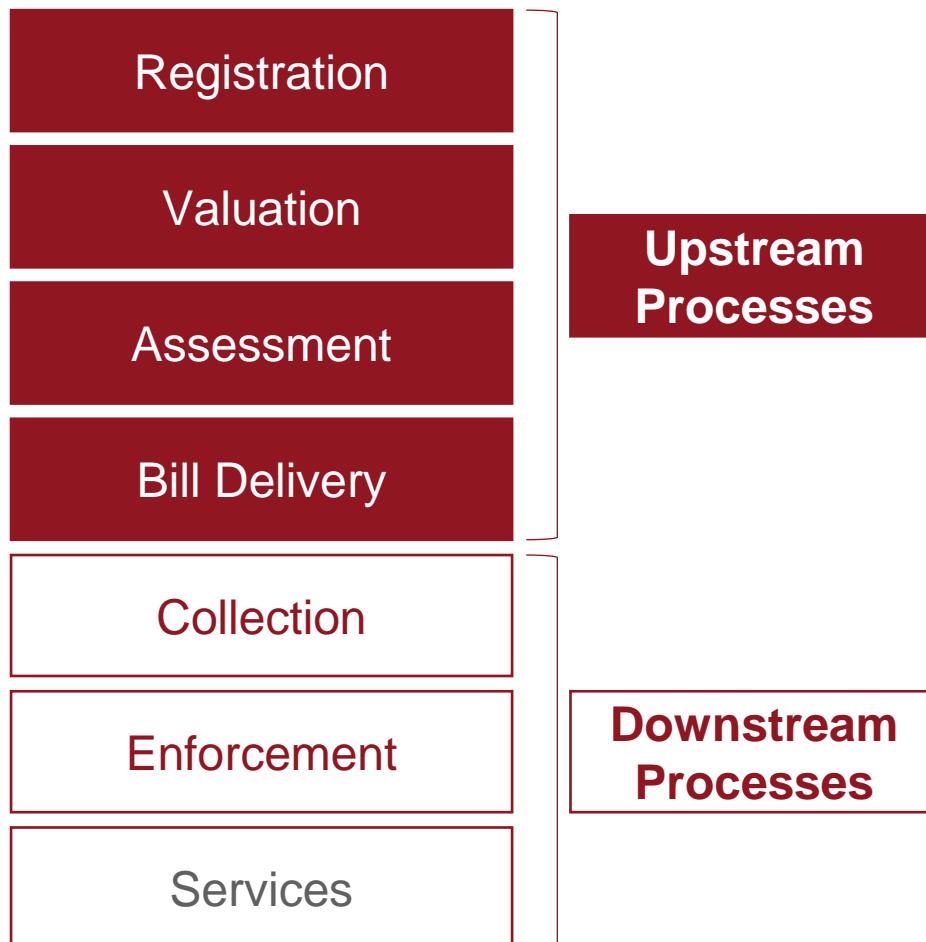 Registration
Valuation
Upstream
Processes
Assessment
Bill Delivery
Collection
Enforcement
Downstream
Processes
Services